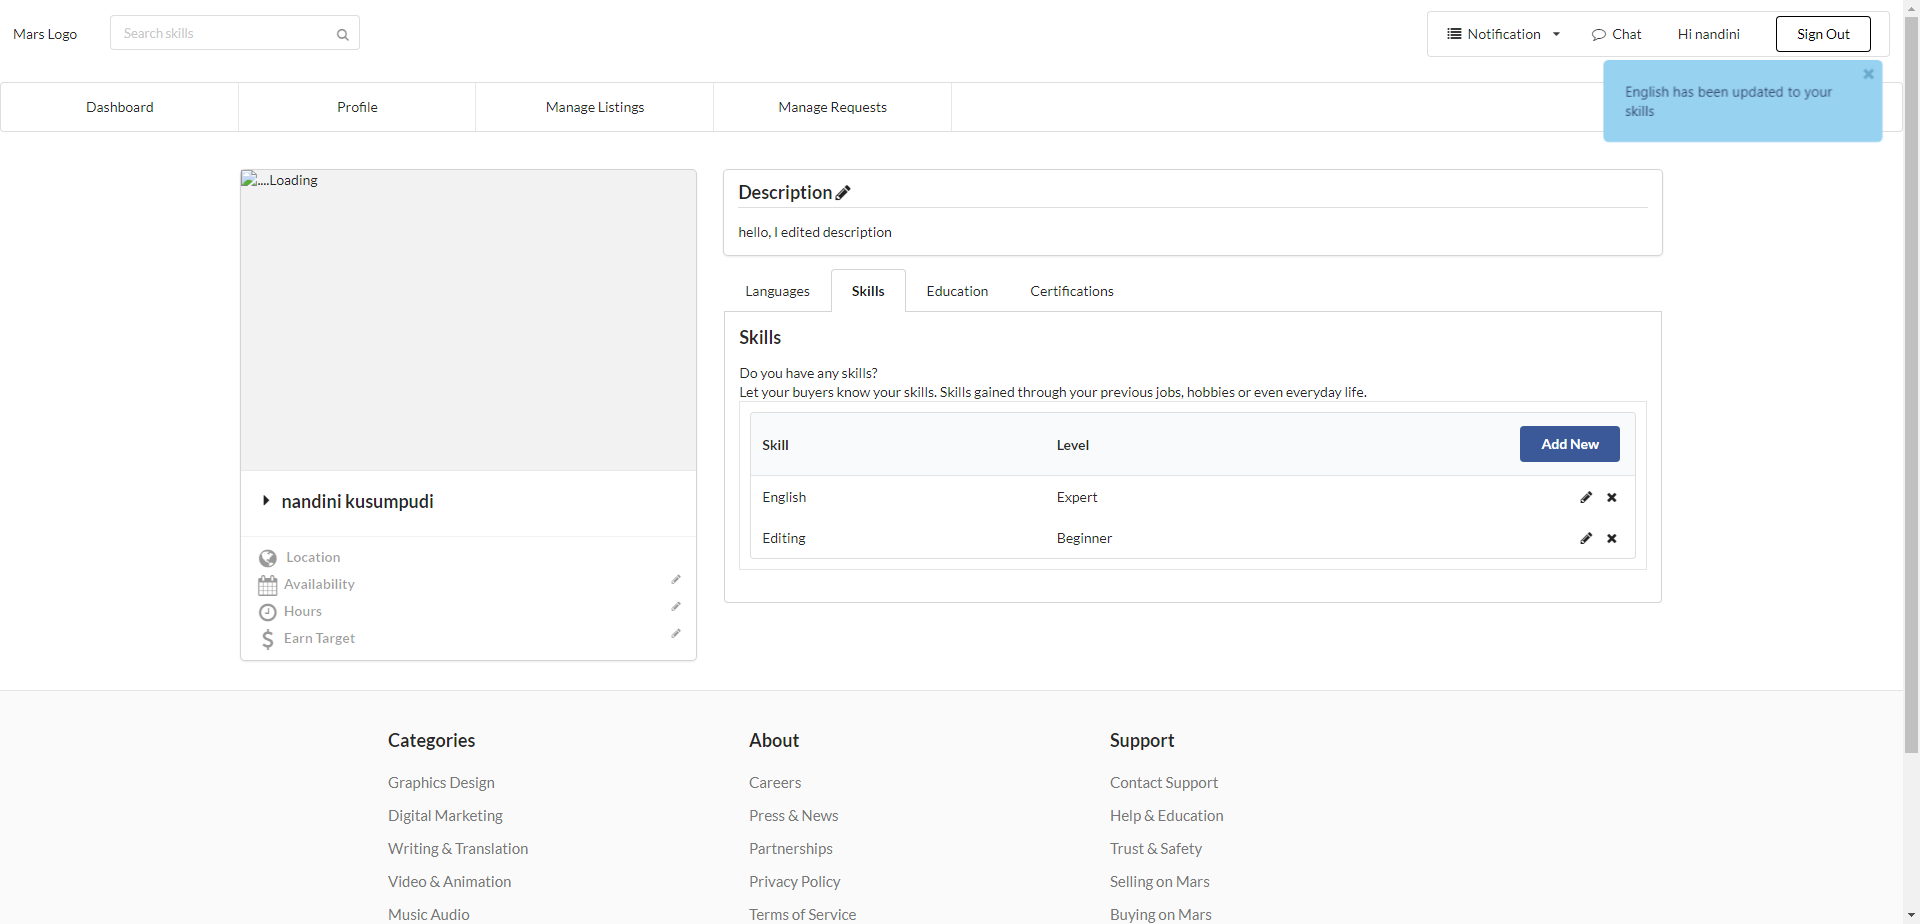 Mars Logo
Search skills
Notification
Chat
Hi nandini
Sign Out
Dashboard
Profile
Manage Listings
Manage Requests
English has been updated to your
skills
....Loading
nandini kusumpudi
Location
Availability
Hours
Earn Target
Description
hello, I edited description
Languages
Skills
Education
Certifications
Skills
Do you have any skills?
Let your buyers know your skills. Skills gained through your previous jobs, hobbies or even everyday life.
Skill
Level
Add New
English
Expert
Editing
Beginner
Categories
Graphics Design
Digital Marketing
Writing & Translation
Video & Animation
Music Audio
About
Careers
Press & News
Partnerships
Privacy Policy
Terms of Service
Support
Contact Support
Help & Education
Trust & Safety
Selling on Mars
Buying on Mars